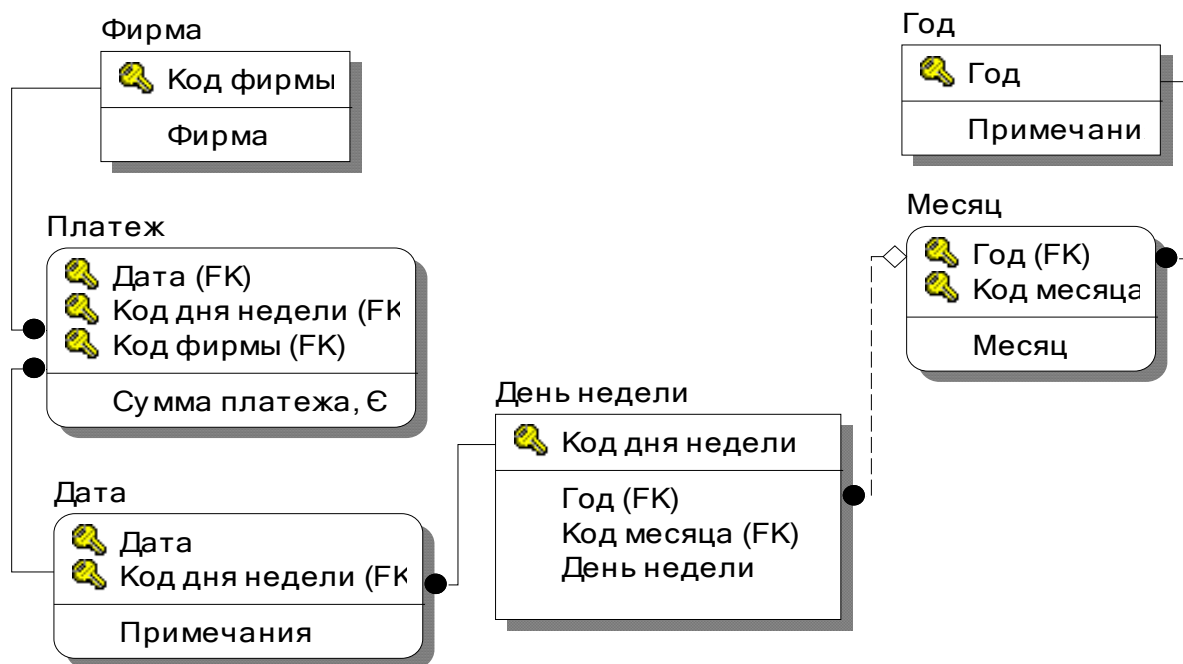 Фирма
Код фирмы
Фирма
Год
Год
Примечани
Платеж
Дата (FK)
Код дня недели (FK
Код фирмы (FK)
Сумма платежа, Є
Месяц
Год (FK)
Код месяца
Месяц
День недели
Код дня недели
Год (FK)
Код месяца (FK)
День недели
Дата
Дата
Код дня недели (FK
Примечания